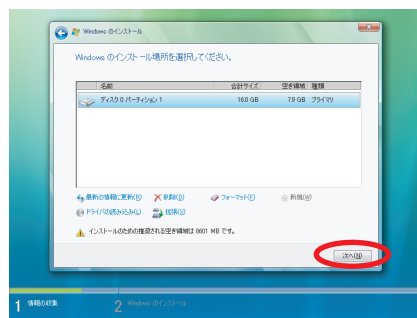 Windows のインストール
Windows のインストール場所を選択してください。
名前 合計サイズ 空き領域 種類
ディスク 0 パーティション 1 16.0 GB 7.9 GB プライマリ
最新の情報に更新(R) 削除(D) フォーマット(F) 新規(W)
ドライバの読み込み(L) 拡張(X)
インストールのための推奨される空き領域は 8601 MB です。
次へ(N)
1 情報の収集 2 Windows のインストール